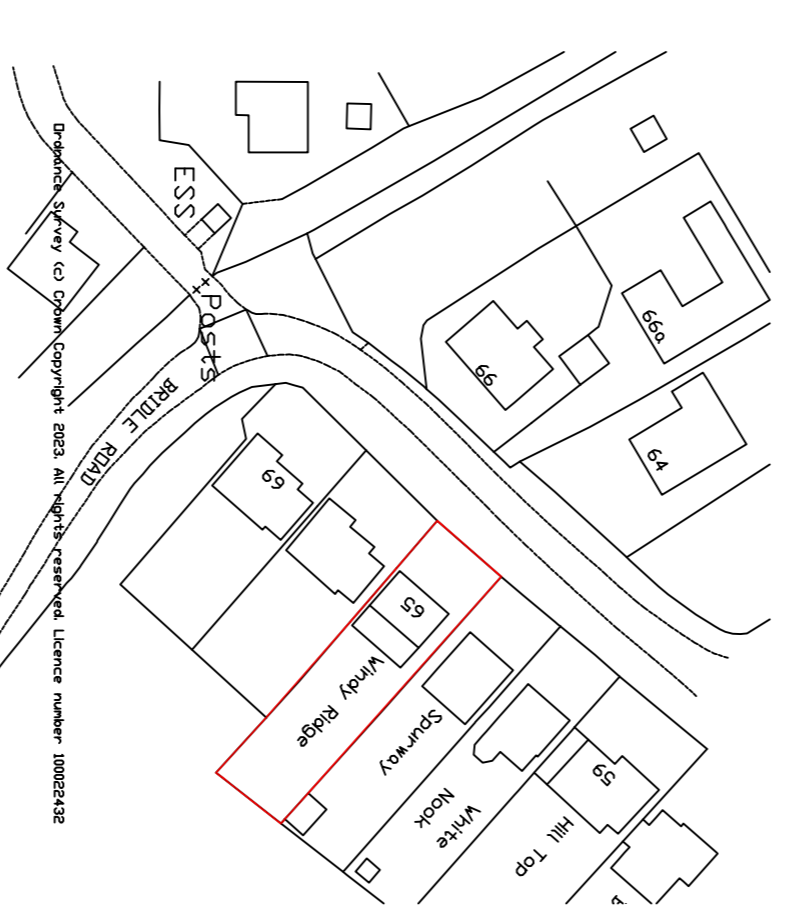 ESS
Posts
BRIDLE ROAD
66a
66
64
69
65
Windy Ridge
Spurway
White
Nook
59
Hill Top
Ordnance Survey (c) Crown Copyright 2023. All rights reserved. Licence number 100022432